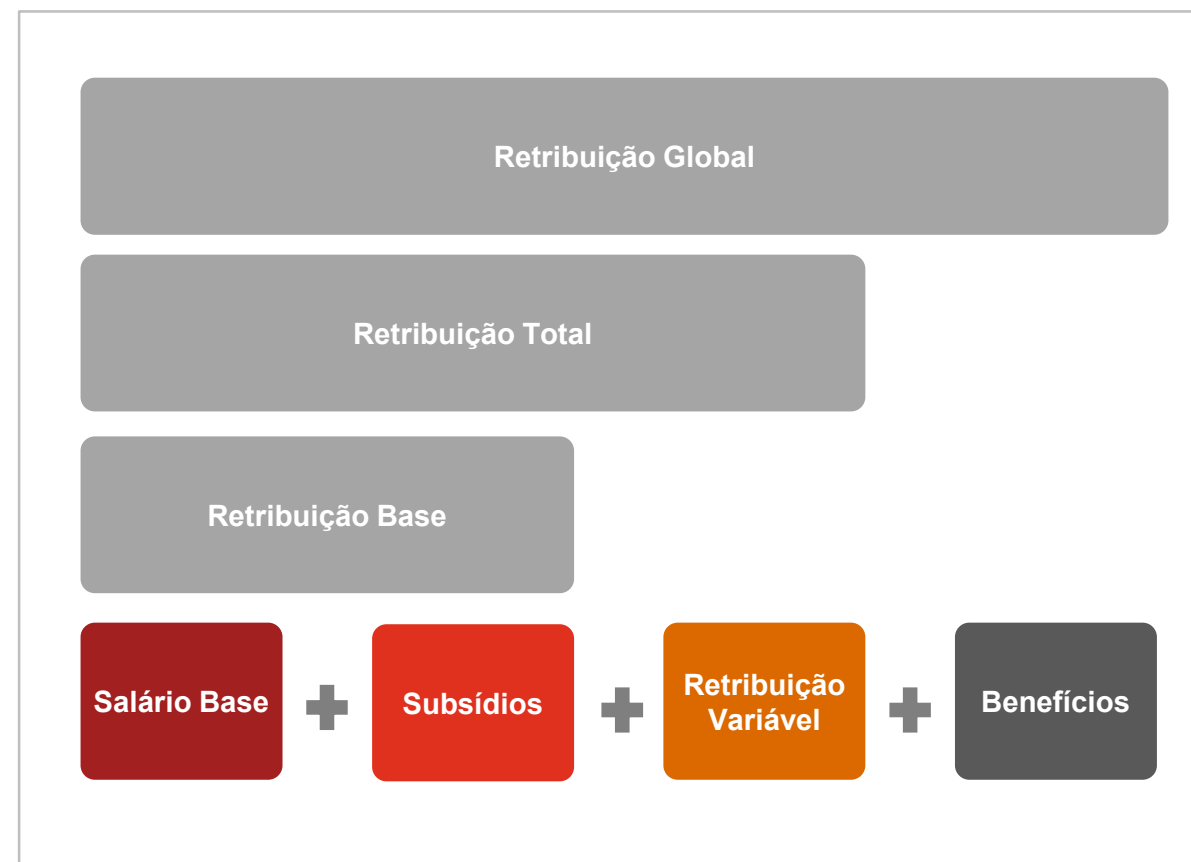 Retribuição Global
Retribuição Total
Retribuição Base
Salário Base
Subsídios
Retribuição
Variável
Benefícios